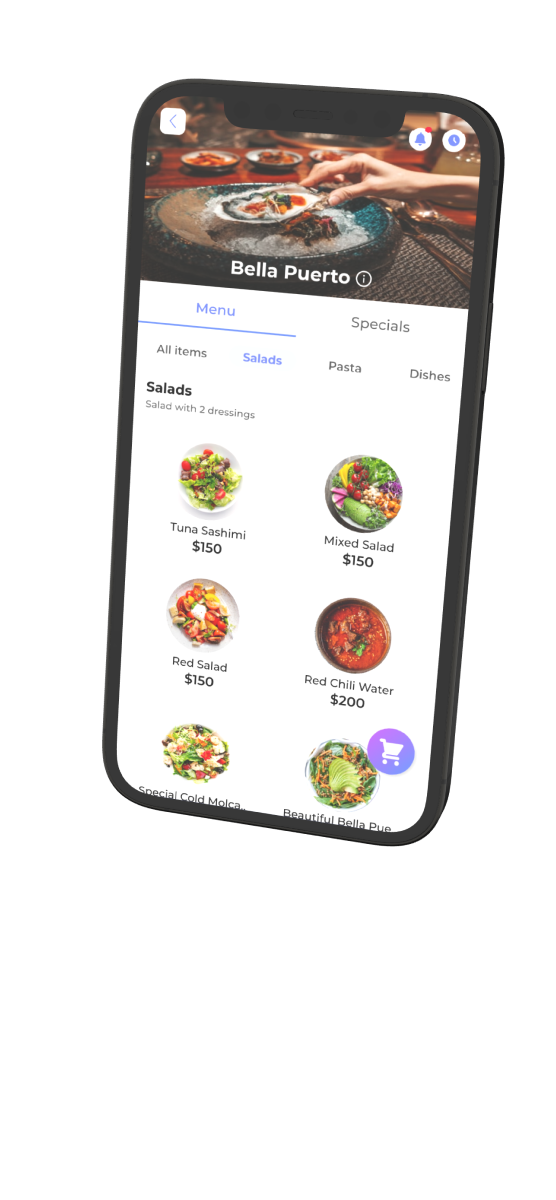 Bella Puerto
Menu
Specials
All items
Salads
Pasta
Dishes
Salads
Salad with 2 dressings
Tuna Sashimi
$150
Mixed Salad
$150
Red Salad
$150
Red Chili Water
$200
Special Cold Molca..
Beautiful Bella Pue